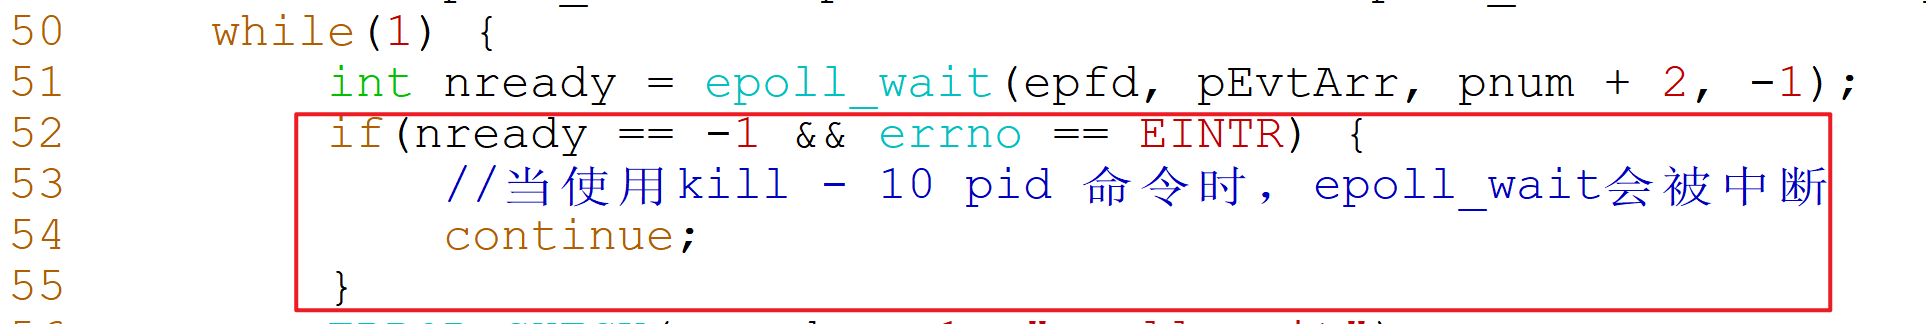 50 while(1) {
51 int nready = epoll_wait(epfd, pEvtArr, pnum + 2, -1);
52 if(nready == -1 && errno == EINTR) {
53 //当使用kill - 10 pid 命令时，epoll_wait会被中断
54 continue;
55 }